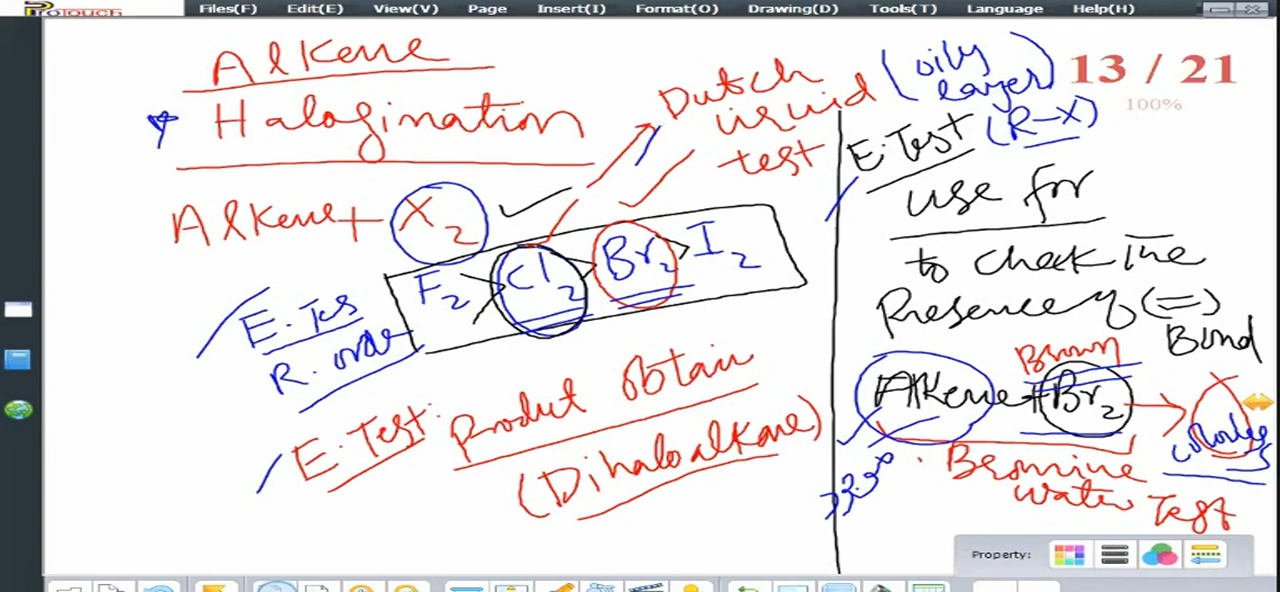 PROTOUCH
Files(F) Edit(E) View(V) Page Insert(I) Format(O) Drawing(D) Tools(T) Language Help(H)
13 / 21
100%
Alkene
Halogination
Alkene + X2
F2 > Cl2 > Br2 > I2
E. Tes
R. order
E. Test: Product obtain
(Dihaloalkane)
Dutch (oily
liquid layer)
test
E. Test (R-X)
use for
to check the
Presence of (=)
Bond
Brown
Alkene + Br2 → colorless
Bromine
water Test
Property: